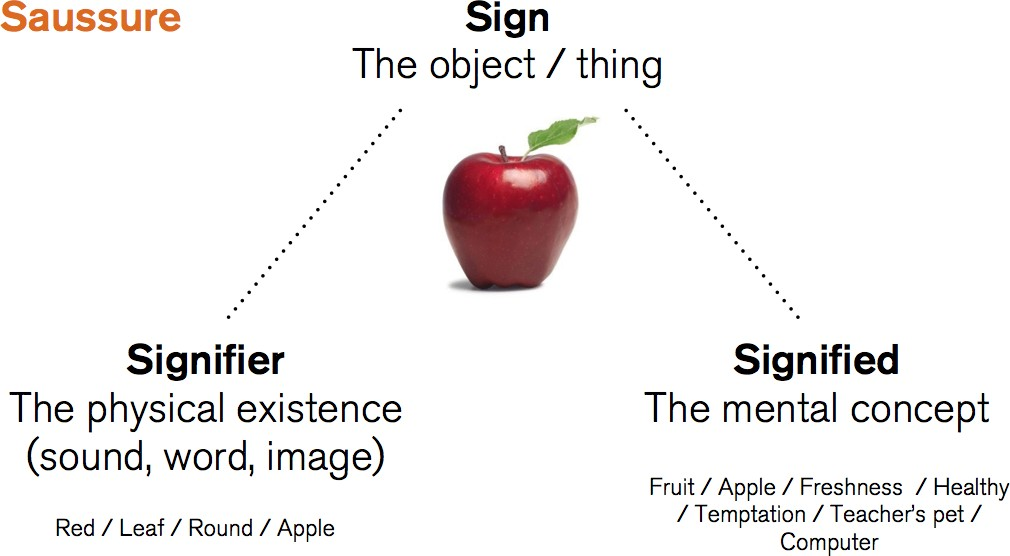 Saussure
Sign
The object / thing
Signifier
The physical existence
(sound, word, image)
Red / Leaf / Round / Apple
Signified
The mental concept
Fruit / Apple / Freshness / Healthy
/ Temptation / Teacher's pet /
Computer